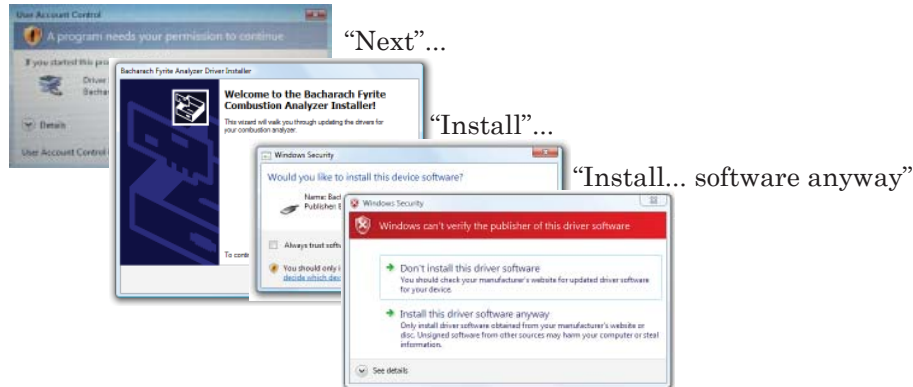 User Account Control
A program needs your permission to continue
If you started this pro
Driver
Bacha
Details
User Account Control
“Next”...
Bacharach Fyrite Analyzer Driver Installer
Welcome to the Bacharach Fyrite
Combustion Analyzer Installer!
This wizard will walk you through updating the drivers for
your combustion analyzer.
To conti
“Install”...
Windows Security
Would you like to install this device software?
Name: Bac
Publisher: B
Always trust softw
You should only i
decide which dev
“Install... software anyway”
Windows Security
Windows can't verify the publisher of this driver software
Don't install this driver software
You should check your manufacturer's website for updated driver software
for your device.
Install this driver software anyway
Only install driver software obtained from your manufacturer's website or
disc. Unsigned software from other sources may harm your computer or steal
information.
See details